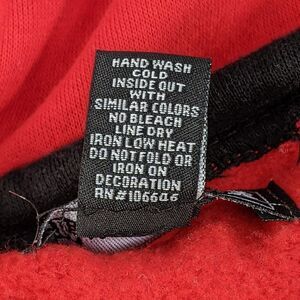 HAND WASH
COLD
INSIDE OUT
WITH
SIMILAR COLORS
NO BLEACH
LINE DRY
IRON LOW HEAT
DO NOT FOLD OR
IRON ON
DECORATION
RN#106646